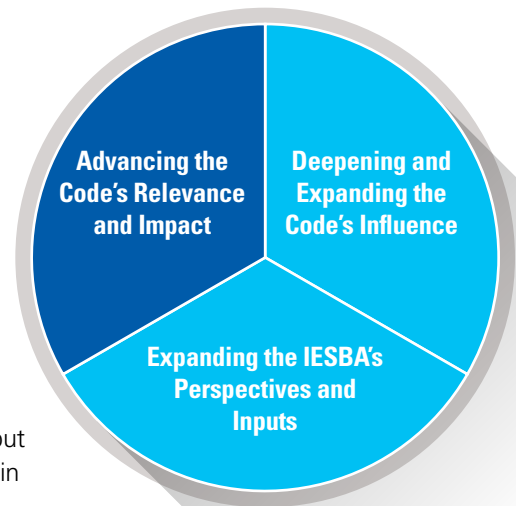 Advancing the
Code's Relevance
and Impact
Deepening and
Expanding the
Code's Influence
Expanding the IESBA's
Perspectives and
Inputs
in